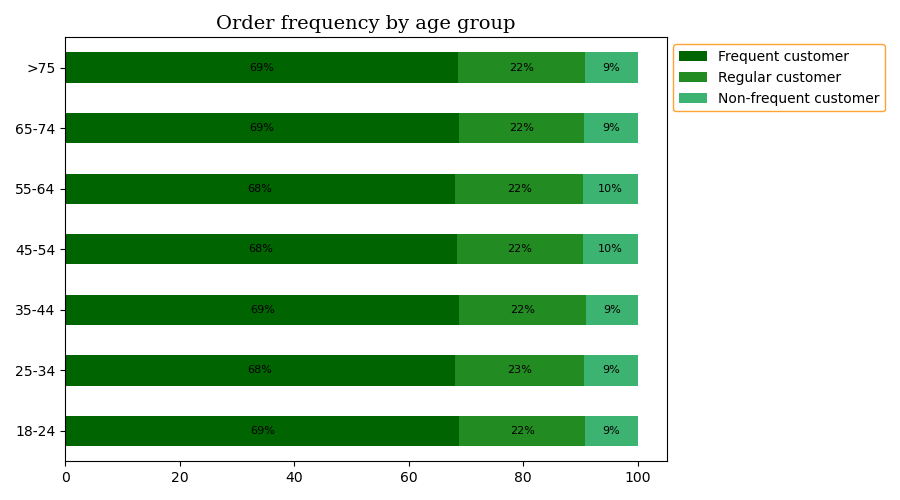 Order frequency by age group
Frequent customer
Regular customer
Non-frequent customer
>75 69% 22% 9%
65-74 69% 22% 9%
55-64 68% 22% 10%
45-54 68% 22% 10%
35-44 69% 22% 9%
25-34 68% 23% 9%
18-24 69% 22% 9%
0 20 40 60 80 100